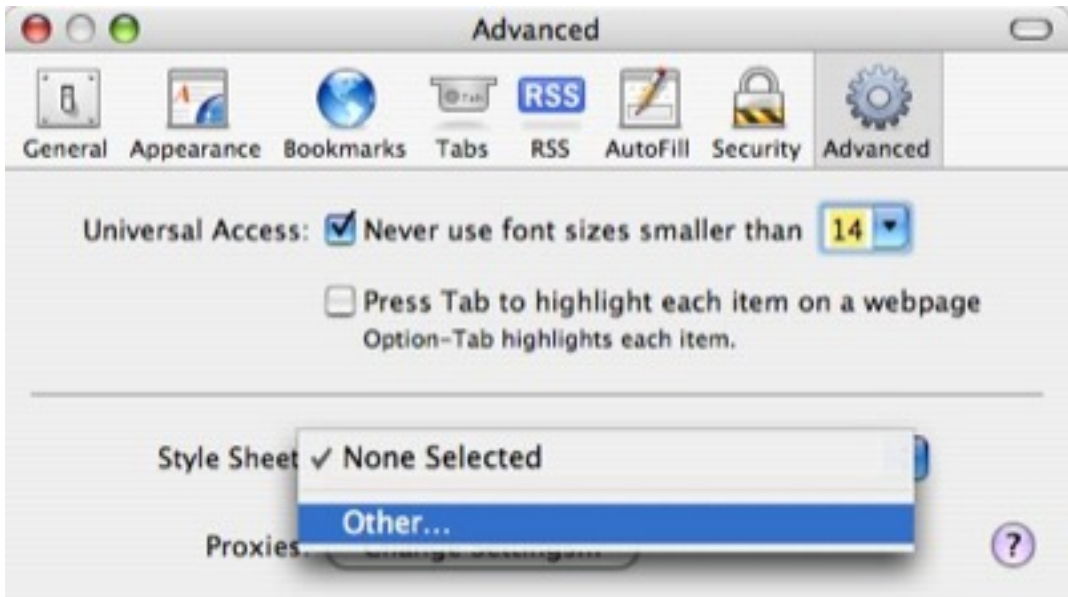 Advanced
General Appearance Bookmarks Tabs RSS AutoFill Security Advanced
Universal Access: Never use font sizes smaller than 14
Press Tab to highlight each item on a webpage
Option-Tab highlights each item.
Style Sheet ✓ None Selected
Other...
Proxies:
?